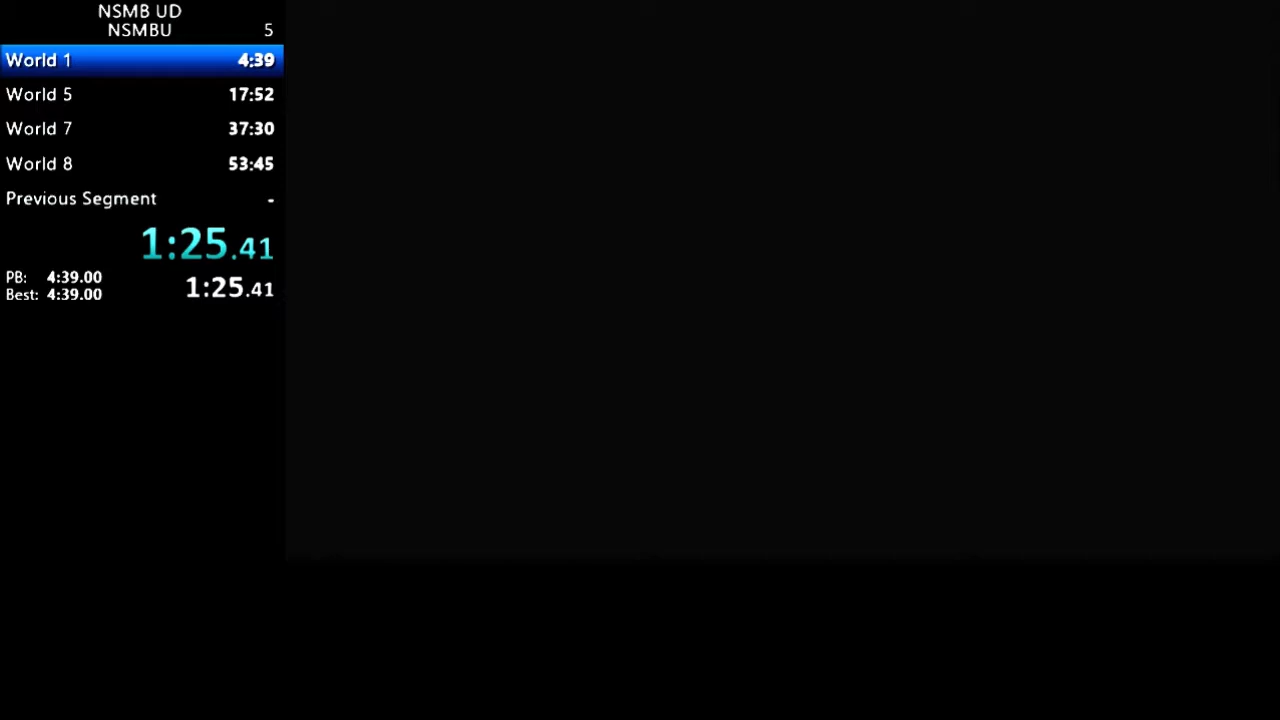 NSMB UD
NSMBU 5
World 1 4:39
World 5 17:52
World 7 37:30
World 8 53:45
Previous Segment -
1:25.41
PB: 4:39.00
Best: 4:39.00
1:25.41